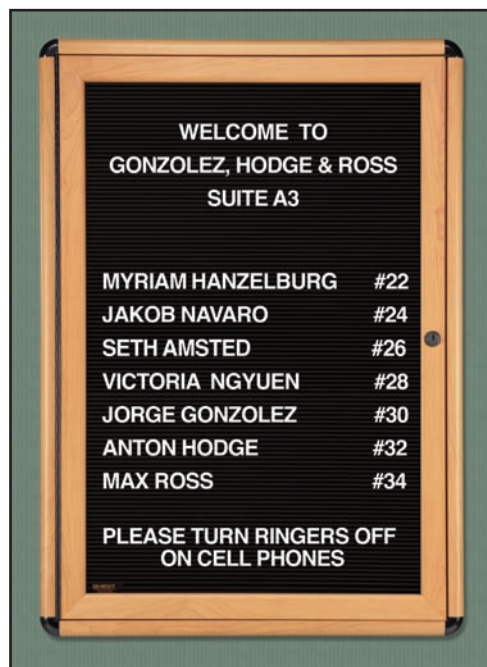 WELCOME TO
GONZOLEZ, HODGE & ROSS
SUITE A3
MYRIAM HANZELBURG #22
JAKOB NAVARO #24
SETH AMSTED #26
VICTORIA NGYUEN #28
JORGE GONZOLEZ #30
ANTON HODGE #32
MAX ROSS #34
PLEASE TURN RINGERS OFF
ON CELL PHONES